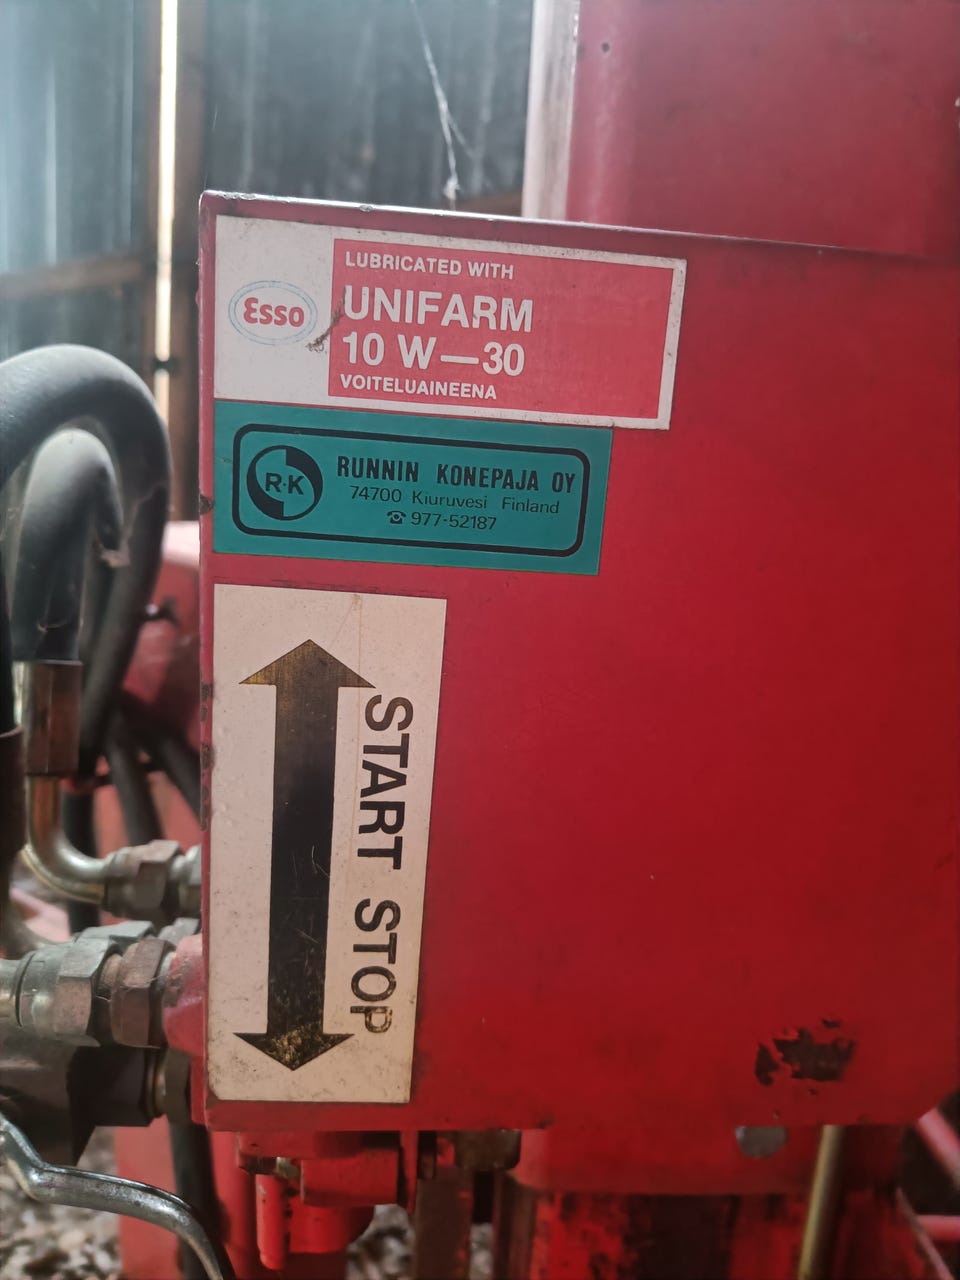 Esso
LUBRICATED WITH
UNIFARM
10 W—30
VOITELUAINEENA
R·K
RUNNIN KONEPAJA OY
74700 Kiuruvesi Finland
☎ 977-52187
START STOP